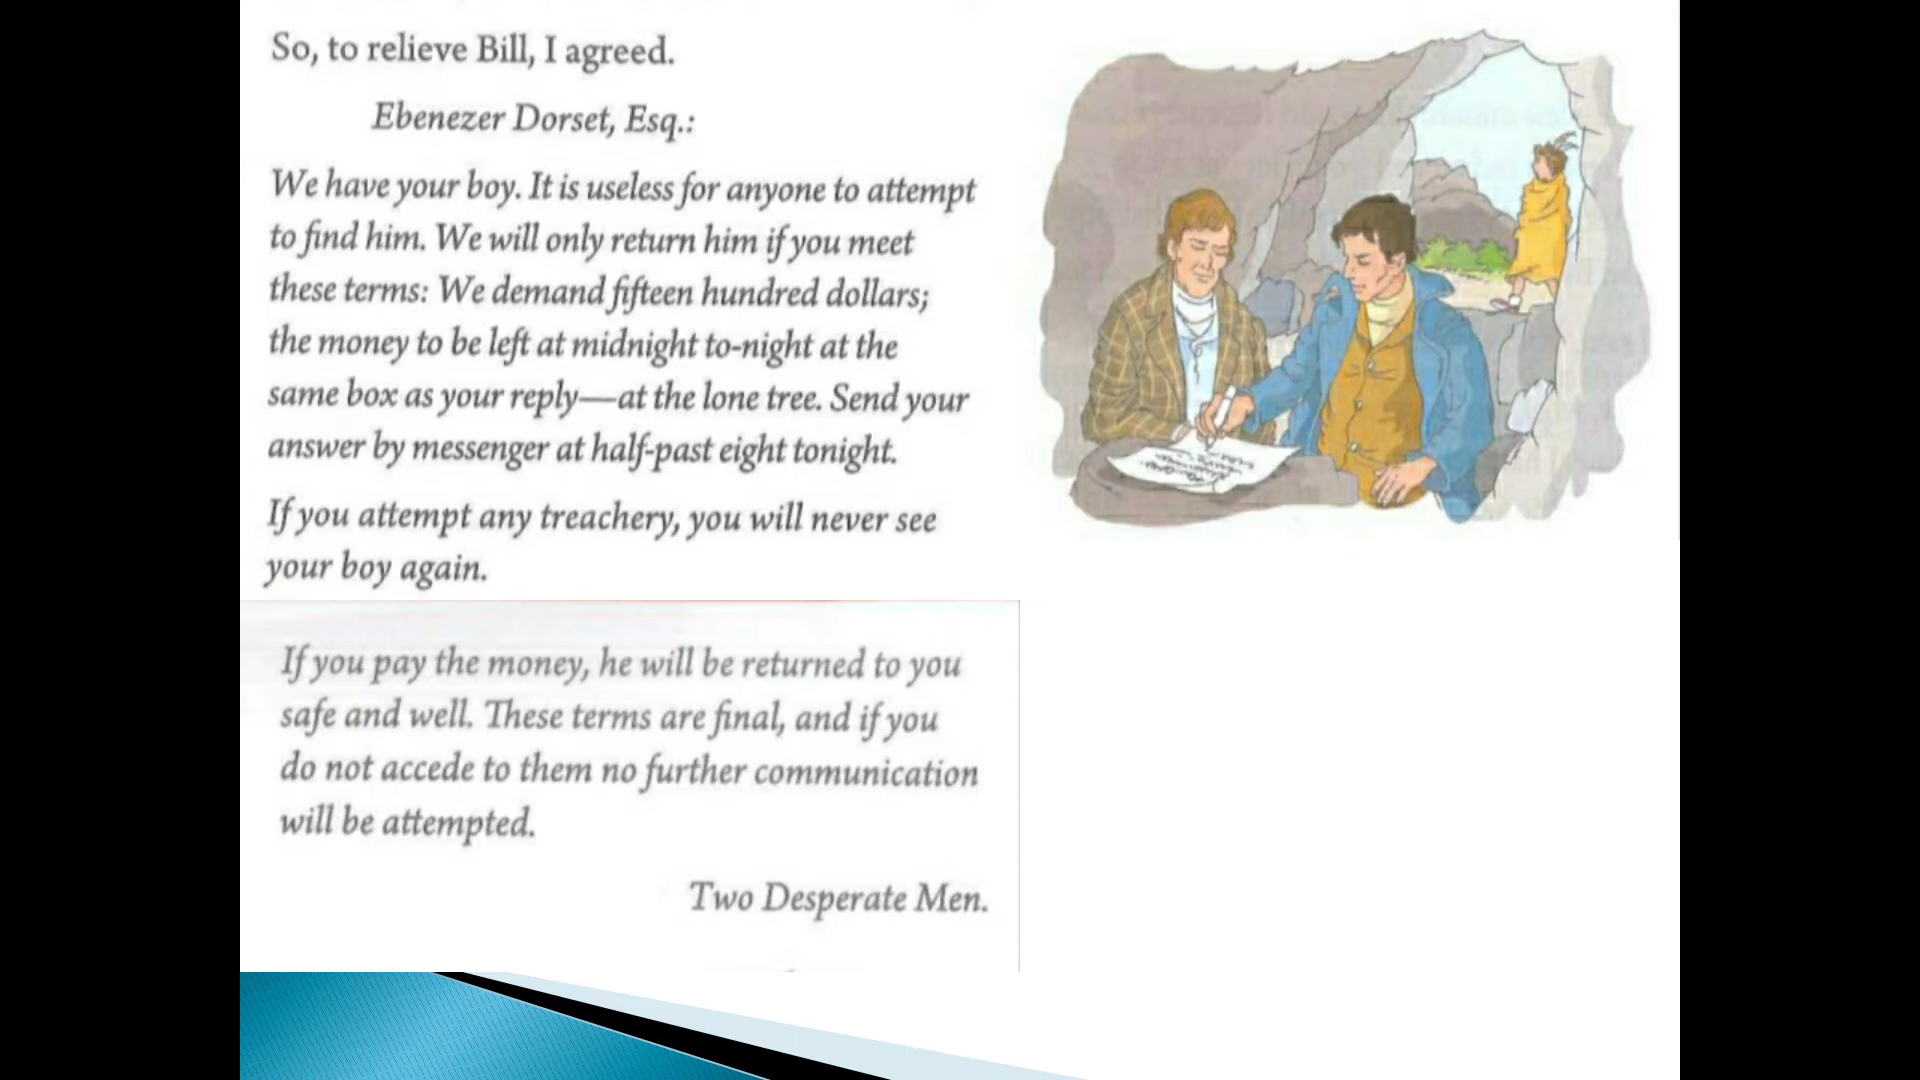 So, to relieve Bill, I agreed.
Ebenezer Dorset, Esq.:
We have your boy. It is useless for anyone to attempt
to find him. We will only return him if you meet
these terms: We demand fifteen hundred dollars;
the money to be left at midnight to-night at the
same box as your reply—at the lone tree. Send your
answer by messenger at half-past eight tonight.
If you attempt any treachery, you will never see
your boy again.
If you pay the money, he will be returned to you
safe and well. These terms are final, and if you
do not accede to them no further communication
will be attempted.
Two Desperate Men.